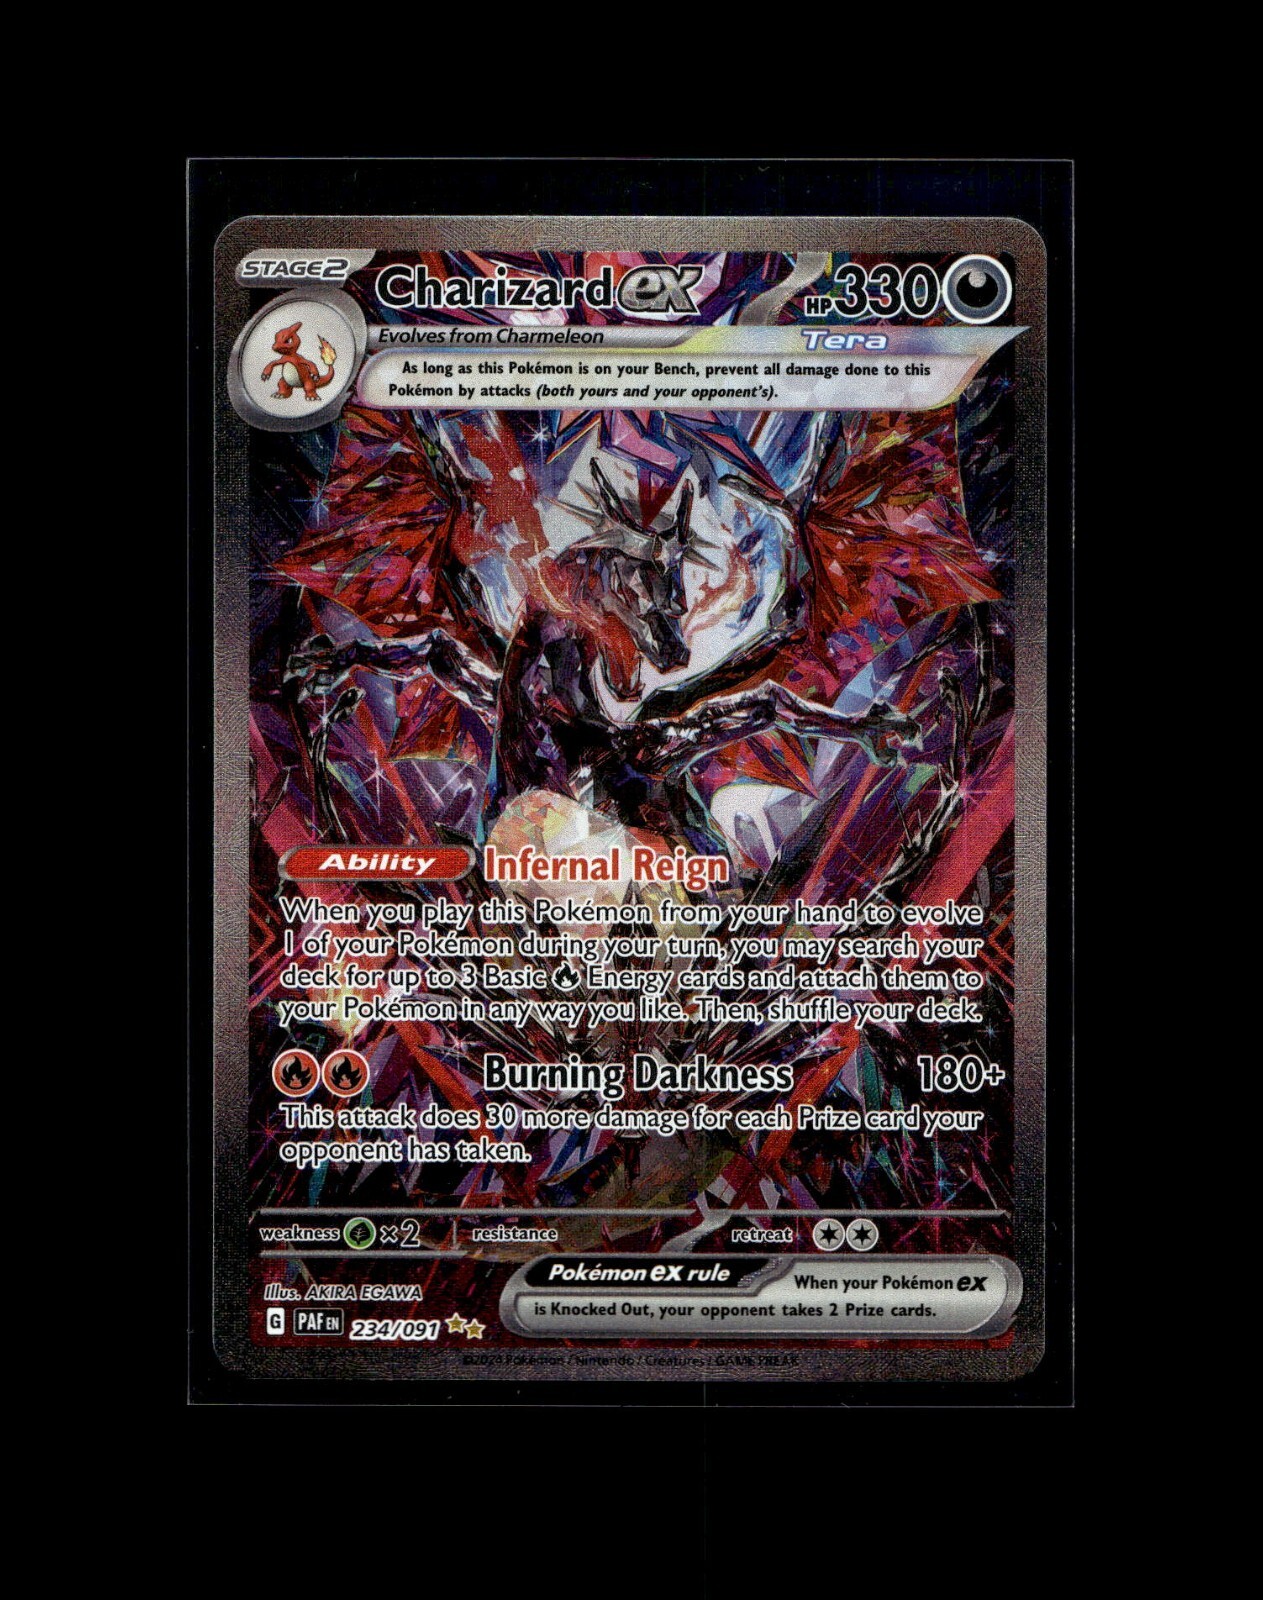 STAGE2
Charizard ex
HP 330
Evolves from Charmeleon
Tera
As long as this Pokémon is on your Bench, prevent all damage done to this
Pokémon by attacks (both yours and your opponent's).
Ability Infernal Reign
When you play this Pokémon from your hand to evolve
1 of your Pokémon during your turn, you may search your
deck for up to 3 Basic Energy cards and attach them to
your Pokémon in any way you like. Then, shuffle your deck.
Burning Darkness 180+
This attack does 30 more damage for each Prize card your
opponent has taken.
weakness ×2 resistance retreat
Pokémon ex rule When your Pokémon ex
is Knocked Out, your opponent takes 2 Prize cards.
Illus. AKIRA EGAWA
G PAF EN 234/091
©2024 Pokémon / Nintendo / Creatures / GAME FREAK